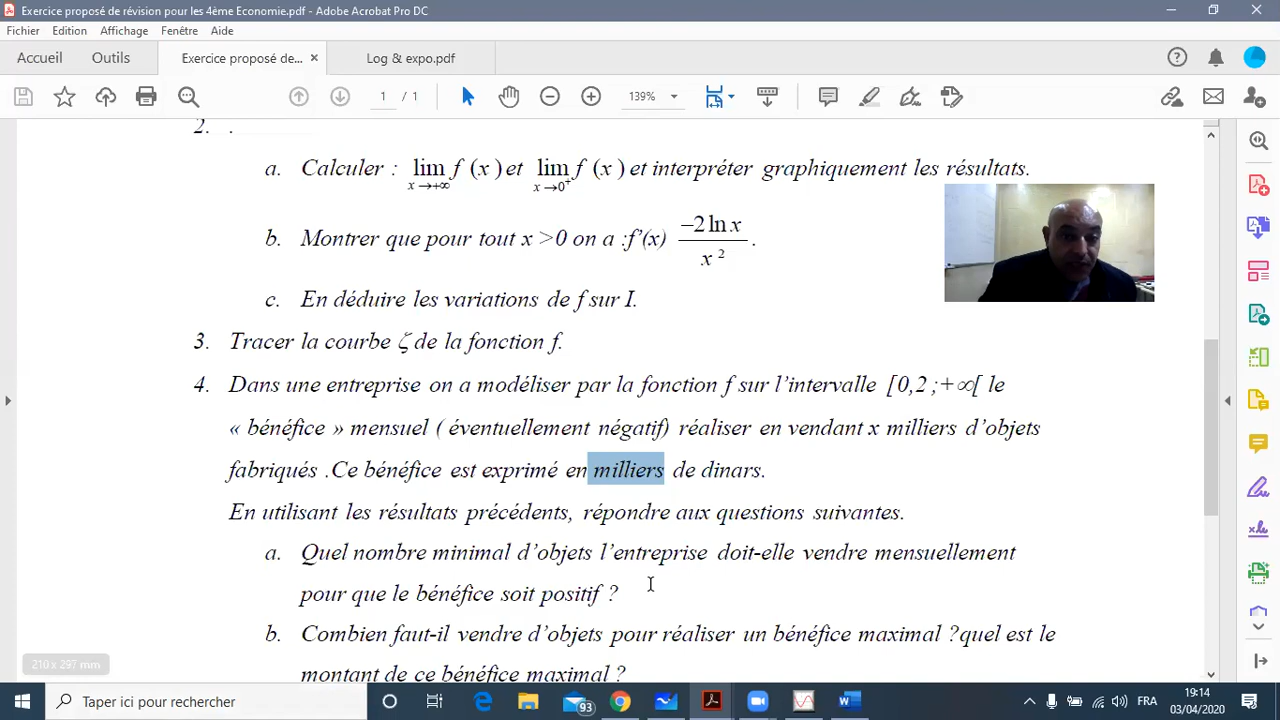 Exercice proposé de révision pour les 4ème Economie.pdf - Adobe Acrobat Pro DC
Fichier Edition Affichage Fenêtre Aide
Accueil Outils Exercice proposé de... × Log & expo.pdf
1 / 1 139%
2. .
a. Calculer : lim f (x) et lim f (x) et interpréter graphiquement les résultats.
x→+∞ x→0⁺
b. Montrer que pour tout x >0 on a :f'(x) −2 ln x / x² .
c. En déduire les variations de f sur I.
3. Tracer la courbe ζ de la fonction f.
4. Dans une entreprise on a modéliser par la fonction f sur l'intervalle [0,2 ;+∞[ le
« bénéfice » mensuel ( éventuellement négatif) réaliser en vendant x milliers d'objets
fabriqués .Ce bénéfice est exprimé en milliers de dinars.
En utilisant les résultats précédents, répondre aux questions suivantes.
a. Quel nombre minimal d'objets l'entreprise doit-elle vendre mensuellement
pour que le bénéfice soit positif ?
b. Combien faut-il vendre d'objets pour réaliser un bénéfice maximal ?quel est le
montant de ce bénéfice maximal ?
210 x 297 mm
Taper ici pour rechercher
93
FRA
19:14
03/04/2020